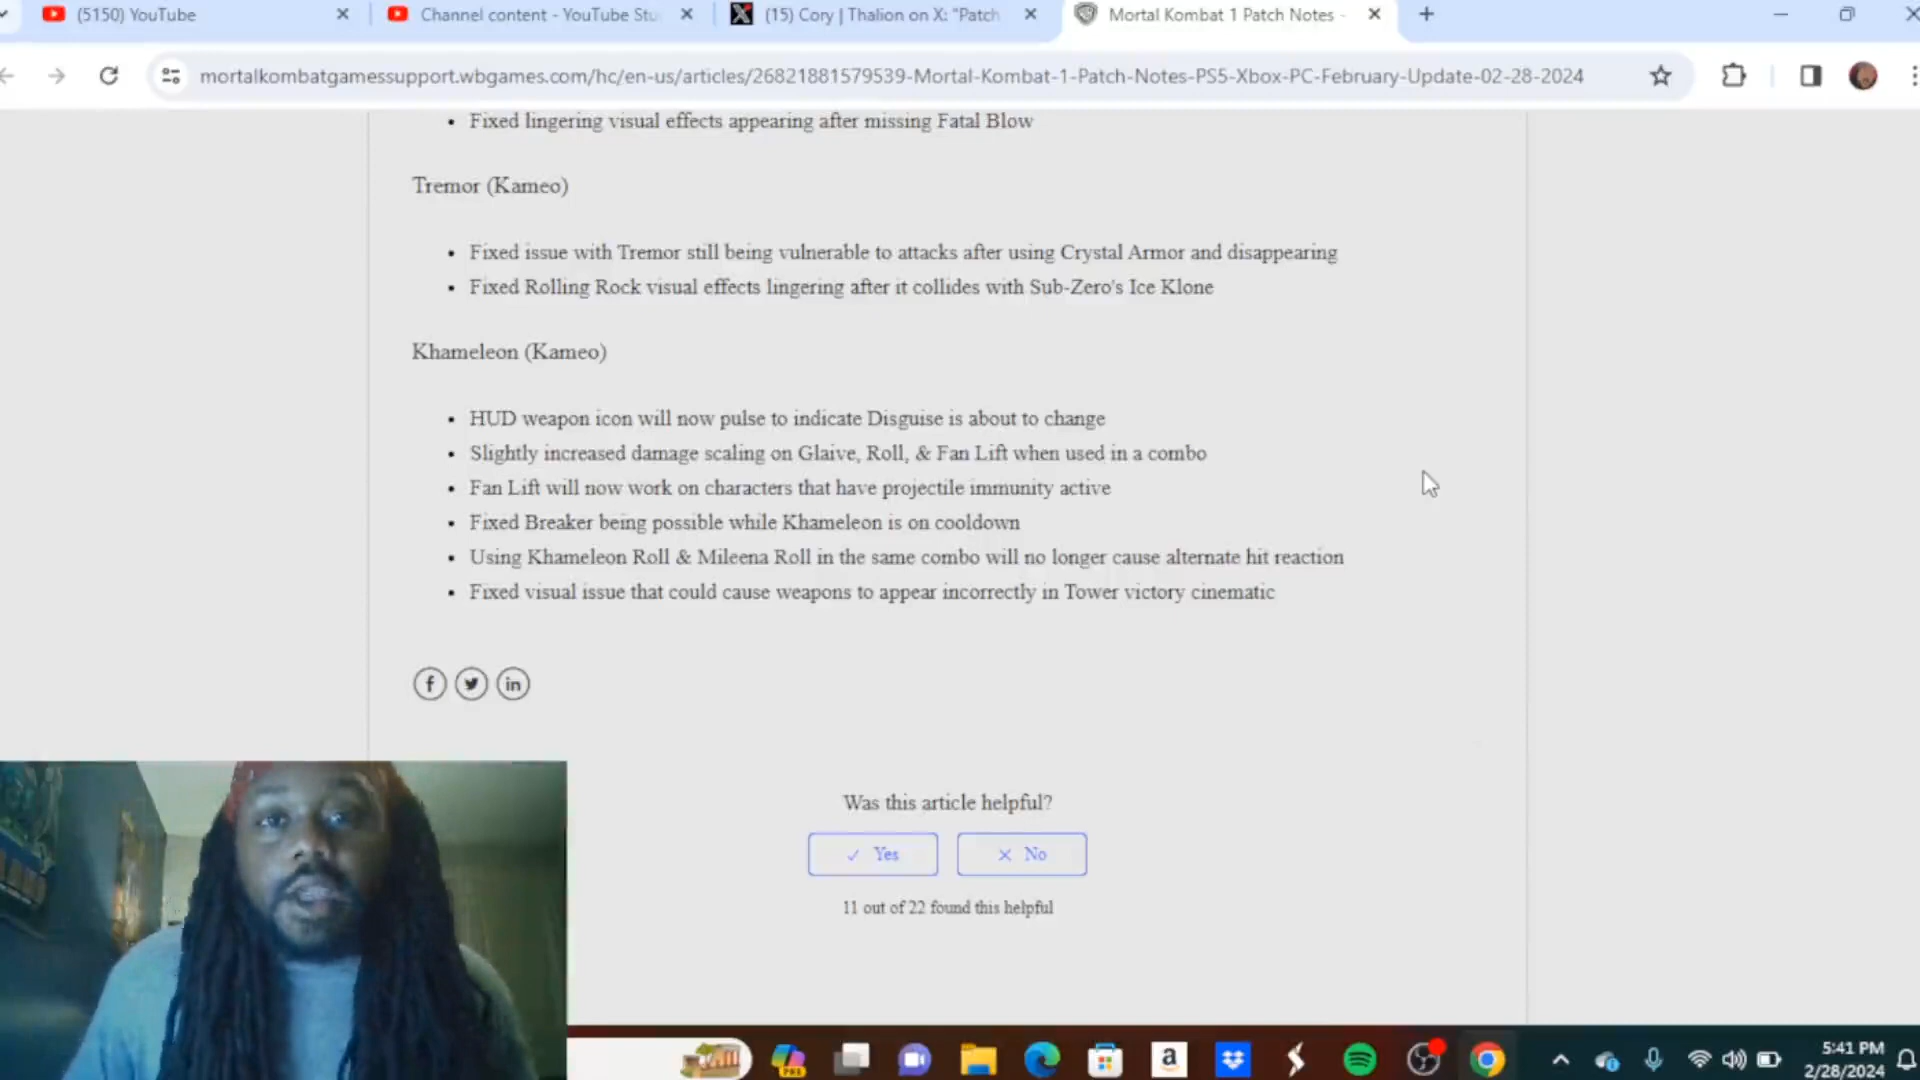 (5150) YouTube
Channel content - YouTube Stu
(15) Cory | Thalion on X: "Patch
Mortal Kombat 1 Patch Notes -
mortalkombatgamessupport.wbgames.com/hc/en-us/articles/26821881579539-Mortal-Kombat-1-Patch-Notes-PS5-Xbox-PC-February-Update-02-28-2024
• Fixed lingering visual effects appearing after missing Fatal Blow
Tremor (Kameo)
• Fixed issue with Tremor still being vulnerable to attacks after using Crystal Armor and disappearing
• Fixed Rolling Rock visual effects lingering after it collides with Sub-Zero's Ice Klone
Khameleon (Kameo)
• HUD weapon icon will now pulse to indicate Disguise is about to change
• Slightly increased damage scaling on Glaive, Roll, & Fan Lift when used in a combo
• Fan Lift will now work on characters that have projectile immunity active
• Fixed Breaker being possible while Khameleon is on cooldown
• Using Khameleon Roll & Mileena Roll in the same combo will no longer cause alternate hit reaction
• Fixed visual issue that could cause weapons to appear incorrectly in Tower victory cinematic
Was this article helpful?
Yes
No
11 out of 22 found this helpful
5:41 PM
2/28/2024